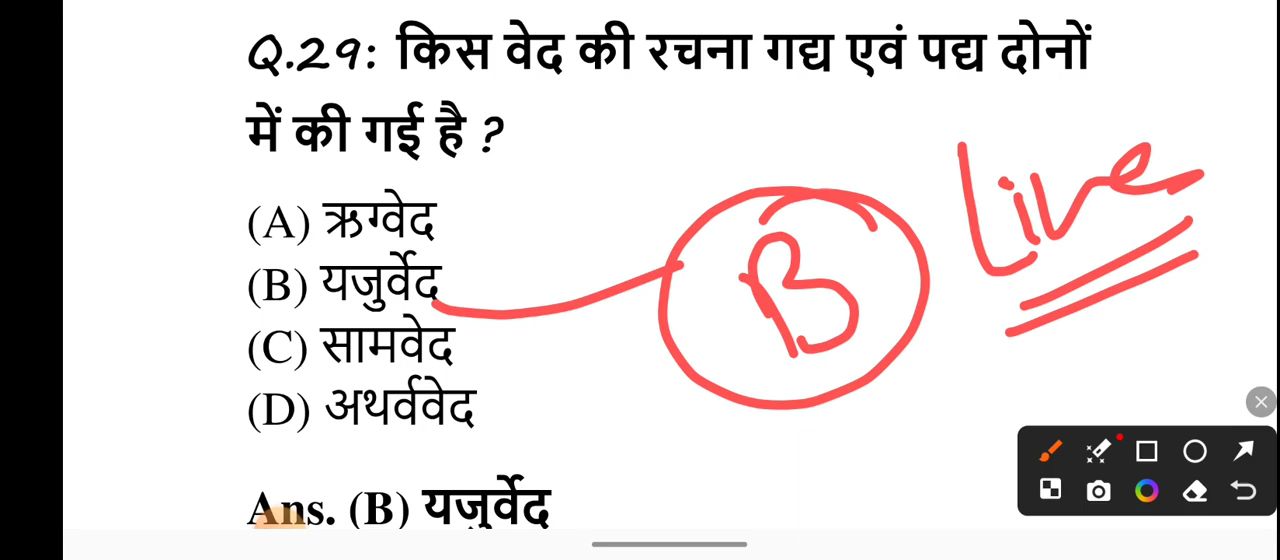 Q.29: किस वेद की रचना गद्य एवं पद्य दोनों
में की गई है ?
(A) ऋग्वेद
(B) यजुर्वेद
(C) सामवेद
(D) अथर्ववेद
B
Live
Ans. (B) यजुर्वेद